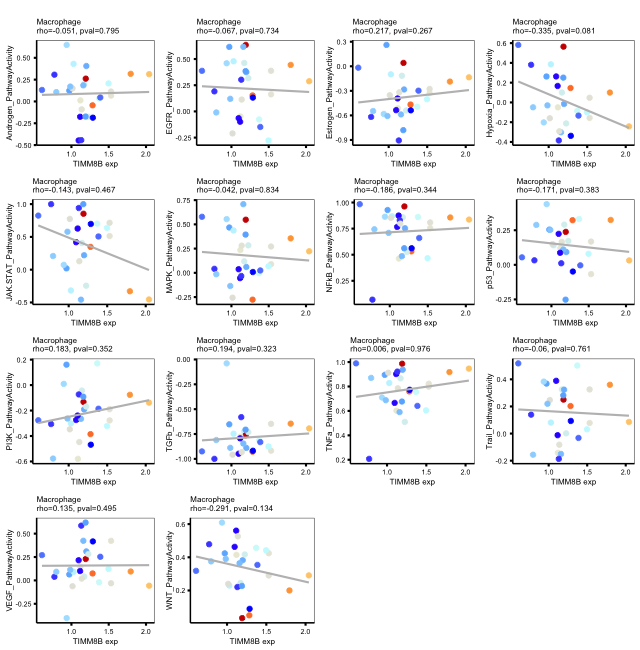 Macrophage
rho=-0.051, pval=0.795
Androgen_PathwayActivity
0.50
0.25
0.00
-0.25
-0.50
1.0
1.5
2.0
TIMM8B exp
Macrophage
rho=-0.067, pval=0.734
EGFR_PathwayActivity
0.50
0.25
0.00
-0.25
1.0
1.5
2.0
TIMM8B exp
Macrophage
rho=0.217, pval=0.267
Estrogen_PathwayActivity
0.3
0.0
-0.3
-0.6
-0.9
1.0
1.5
2.0
TIMM8B exp
Macrophage
rho=-0.335, pval=0.081
Hypoxia_PathwayActivity
0.6
0.4
0.2
0.0
-0.2
-0.4
1.0
1.5
2.0
TIMM8B exp
Macrophage
rho=-0.143, pval=0.467
JAK.STAT_PathwayActivity
1.0
0.5
0.0
-0.5
1.0
1.5
2.0
TIMM8B exp
Macrophage
rho=-0.042, pval=0.834
MAPK_PathwayActivity
0.75
0.50
0.25
0.00
-0.25
1.0
1.5
2.0
TIMM8B exp
Macrophage
rho=-0.186, pval=0.344
NFkB_PathwayActivity
1.00
0.75
0.50
0.25
1.0
1.5
2.0
TIMM8B exp
Macrophage
rho=-0.171, pval=0.383
p53_PathwayActivity
0.50
0.25
0.00
-0.25
1.0
1.5
2.0
TIMM8B exp
Macrophage
rho=0.183, pval=0.352
PI3K_PathwayActivity
0.2
0.0
-0.2
-0.4
-0.6
1.0
1.5
2.0
TIMM8B exp
Macrophage
rho=0.194, pval=0.323
TGFb_PathwayActivity
0.00
-0.25
-0.50
-0.75
-1.00
1.0
1.5
2.0
TIMM8B exp
Macrophage
rho=0.006, pval=0.976
TNFa_PathwayActivity
1.0
0.8
0.6
0.4
0.2
1.0
1.5
2.0
TIMM8B exp
Macrophage
rho=-0.06, pval=0.761
Trail_PathwayActivity
0.4
0.2
0.0
-0.2
1.0
1.5
2.0
TIMM8B exp
Macrophage
rho=0.135, pval=0.495
VEGF_PathwayActivity
0.50
0.25
0.00
-0.25
1.0
1.5
2.0
TIMM8B exp
Macrophage
rho=-0.291, pval=0.134
WNT_PathwayActivity
0.6
0.4
0.2
1.0
1.5
2.0
TIMM8B exp